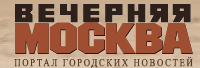 ВЕЧЕРНЯЯ
МОСКВА
ПОРТАЛ ГОРОДСКИХ НОВОСТЕЙ